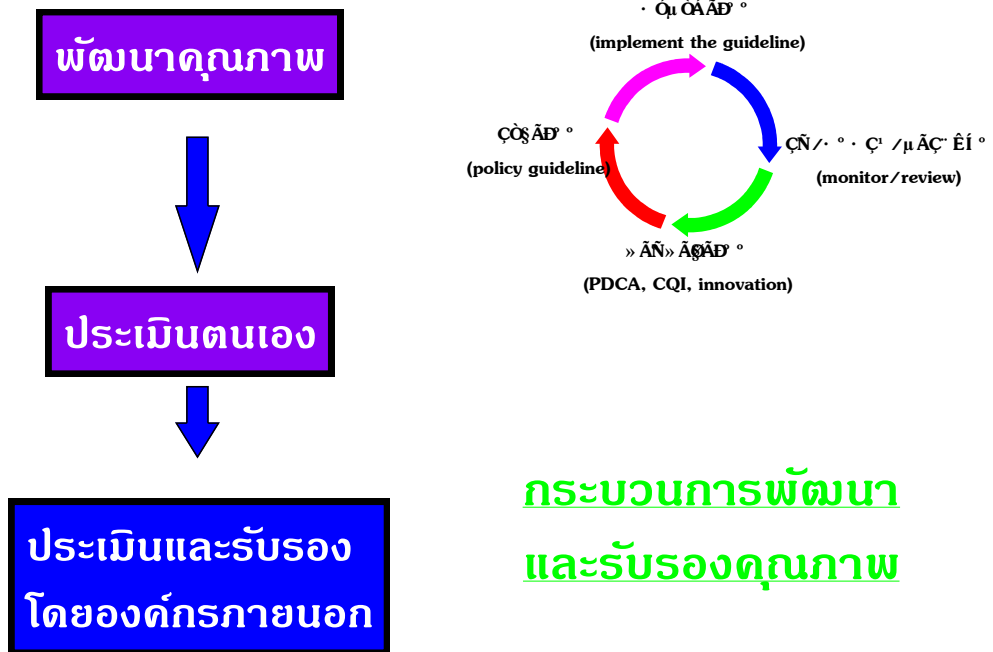 พัฒนาคุณภาพ
ประเมินตนเอง
ประเมินและรับรอง
โดยองค์กรภายนอก
(implement the guideline)
(policy guideline)
(monitor/review)
(PDCA, CQI, innovation)
กระบวนการพัฒนา
และรับรองคุณภาพ